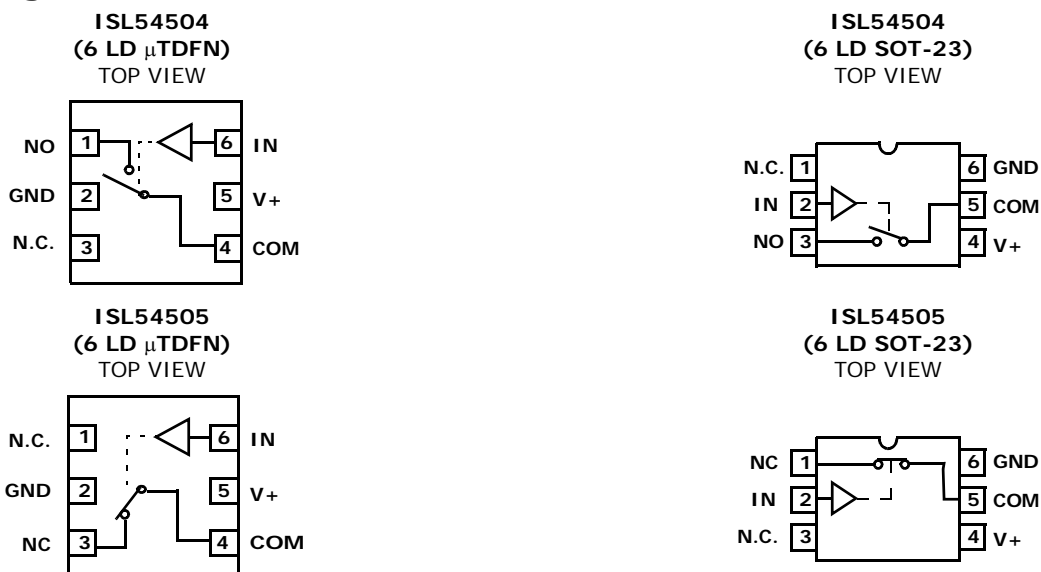 ISL54504
(6 LD µTDFN)
TOP VIEW
NO 1 6 IN
GND 2 5 V+
N.C. 3 4 COM
ISL54504
(6 LD SOT-23)
TOP VIEW
N.C. 1 6 GND
IN 2 5 COM
NO 3 4 V+
ISL54505
(6 LD µTDFN)
TOP VIEW
N.C. 1 6 IN
GND 2 5 V+
NC 3 4 COM
ISL54505
(6 LD SOT-23)
TOP VIEW
NC 1 6 GND
IN 2 5 COM
N.C. 3 4 V+